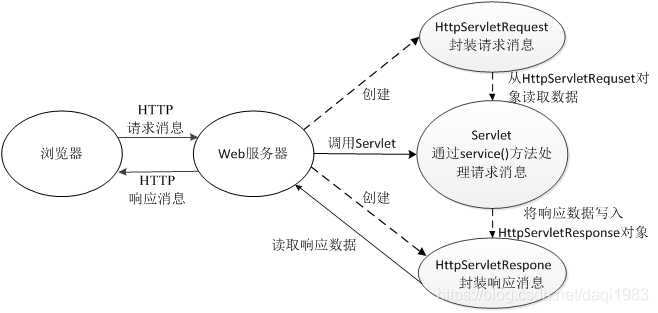 HttpServletRequest
封装请求消息
创建
从HttpServletRequset对
象读取数据
HTTP
请求消息
浏览器
Web服务器
调用Servlet
Servlet
通过service()方法处
理请求消息
HTTP
响应消息
创建
将响应数据写入
HttpServletResponse对象
读取响应数据
HttpServletRespone
封装响应消息
https://blog.csdn.net/daqi1983